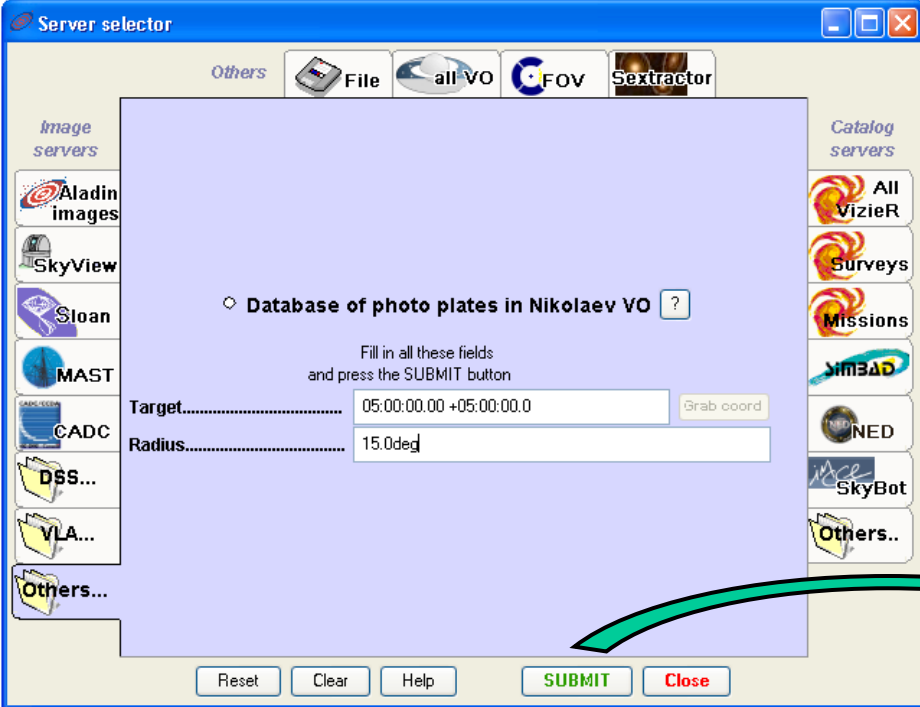 Server selector
Others
File
all VO
FOV
Sextractor
Image
servers
Catalog
servers
Aladin
images
SkyView
Sloan
MAST
CADC
DSS...
VLA...
Others...
Database of photo plates in Nikolaev VO ?
Fill in all these fields
and press the SUBMIT button
Target.................................... 05:00:00.00 +05:00:00.0 Grab coord
Radius.................................... 15.0deg
All
VizieR
Surveys
Missions
SIMBAD
NED
SkyBot
Others..
Reset Clear Help SUBMIT Close